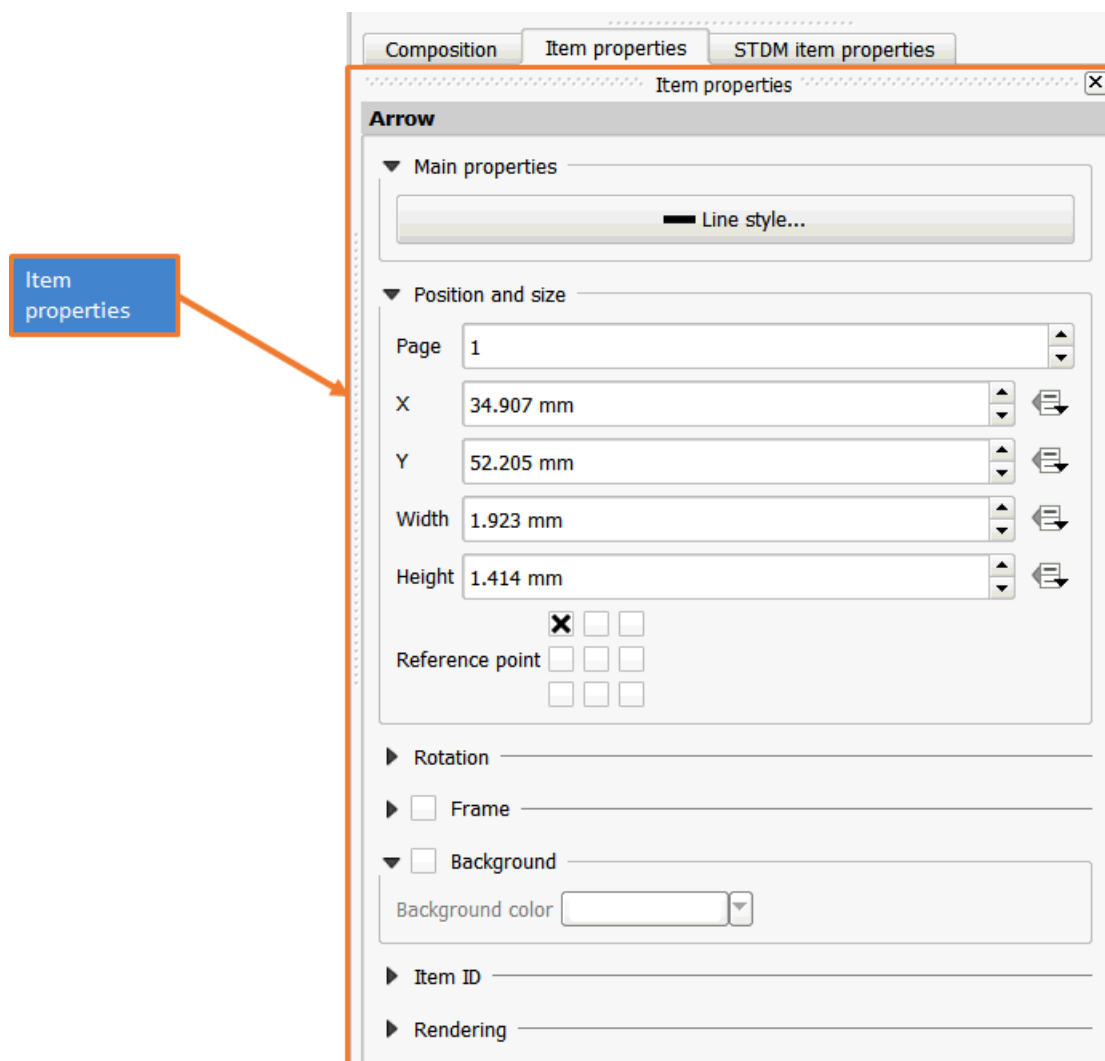 Composition
Item properties
STDM item properties
Item properties
Arrow
Main properties
Line style...
Item
properties
Position and size
Page 1
X 34.907 mm
Y 52.205 mm
Width 1.923 mm
Height 1.414 mm
Reference point
Rotation
Frame
Background
Background color
Item ID
Rendering